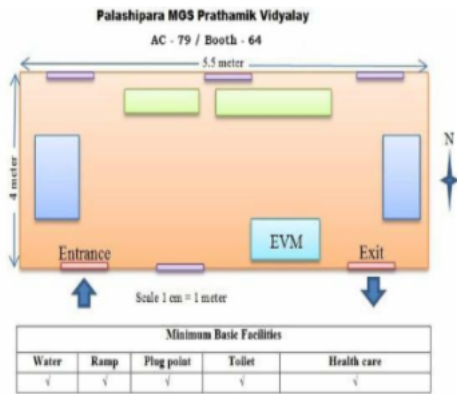 Palashipara MGS Prathamik Vidyalay
AC - 79 / Booth - 64
5.5 meter
4 meter
N
Entrance
EVM
Exit
Scale 1 cm = 1 meter
Minimum Basic Facilities
Water Ramp Plug point Toilet Health care
√ √ √ √ √